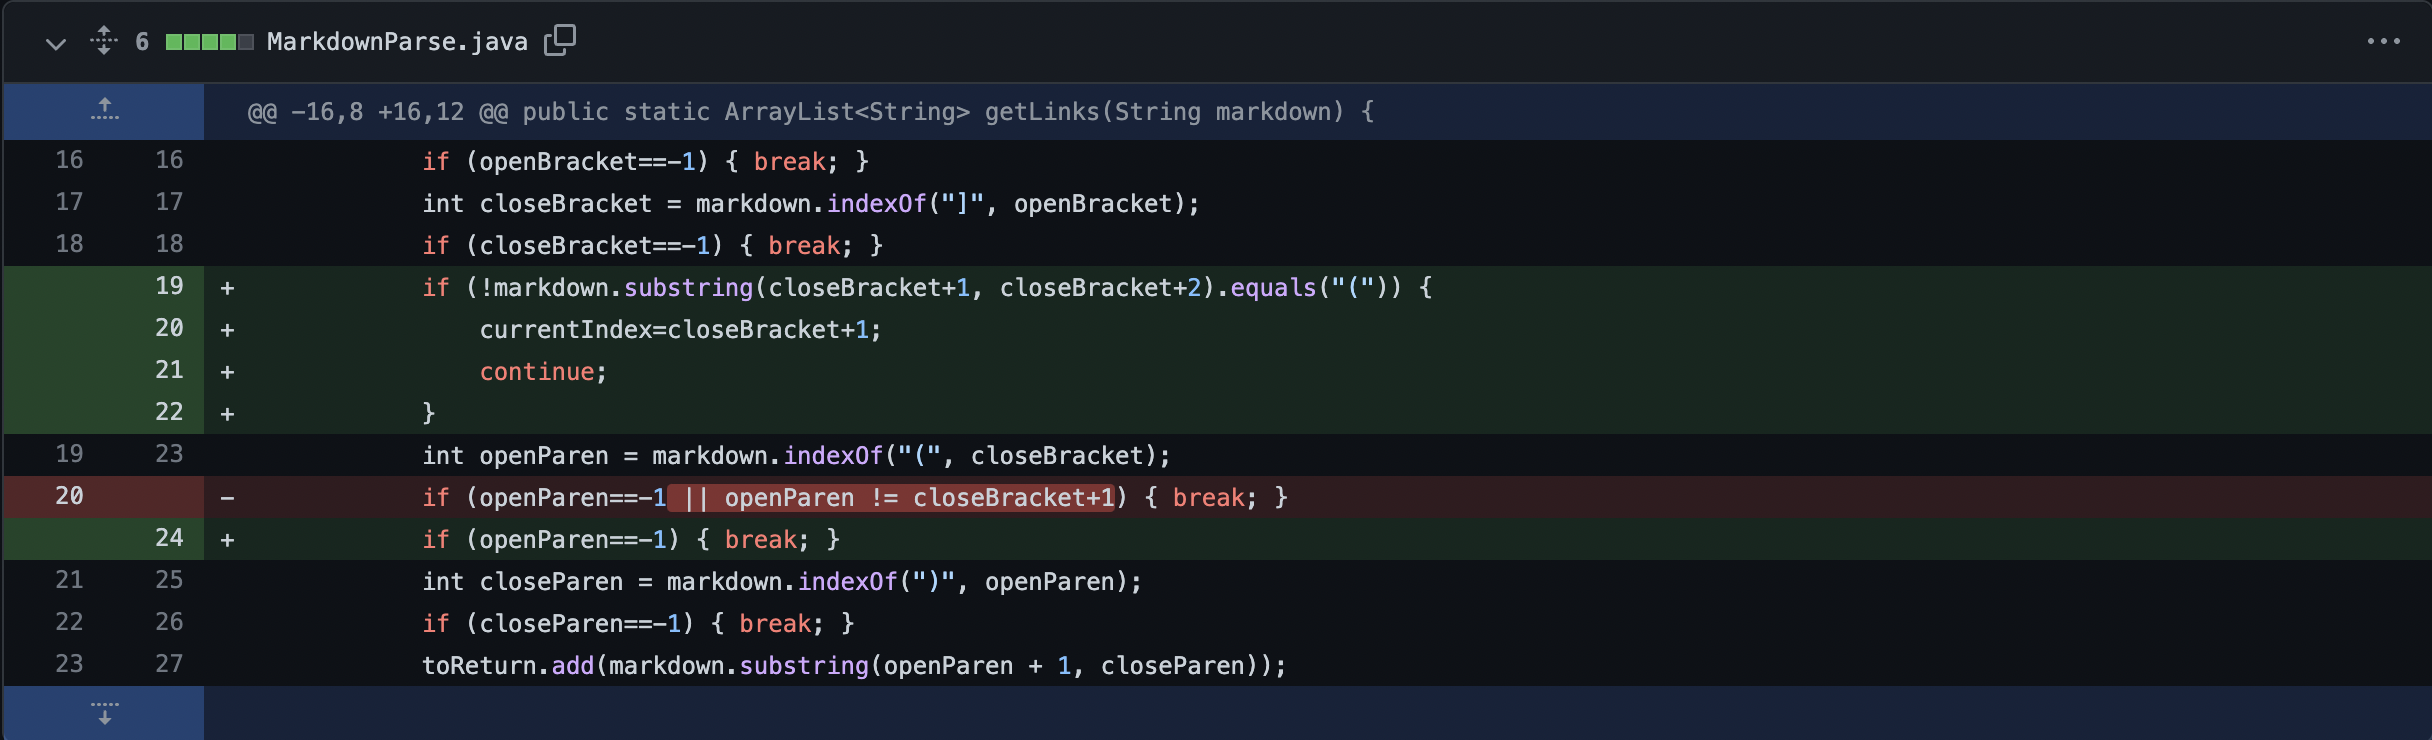 6 MarkdownParse.java
@@ -16,8 +16,12 @@ public static ArrayList<String> getLinks(String markdown) {
16 16 if (openBracket==-1) { break; }
17 17 int closeBracket = markdown.indexOf("]", openBracket);
18 18 if (closeBracket==-1) { break; }
19 + if (!markdown.substring(closeBracket+1, closeBracket+2).equals("(")) {
20 + currentIndex=closeBracket+1;
21 + continue;
22 + }
19 23 int openParen = markdown.indexOf("(", closeBracket);
20 - if (openParen==-1 || openParen != closeBracket+1) { break; }
24 + if (openParen==-1) { break; }
21 25 int closeParen = markdown.indexOf(")", openParen);
22 26 if (closeParen==-1) { break; }
23 27 toReturn.add(markdown.substring(openParen + 1, closeParen));